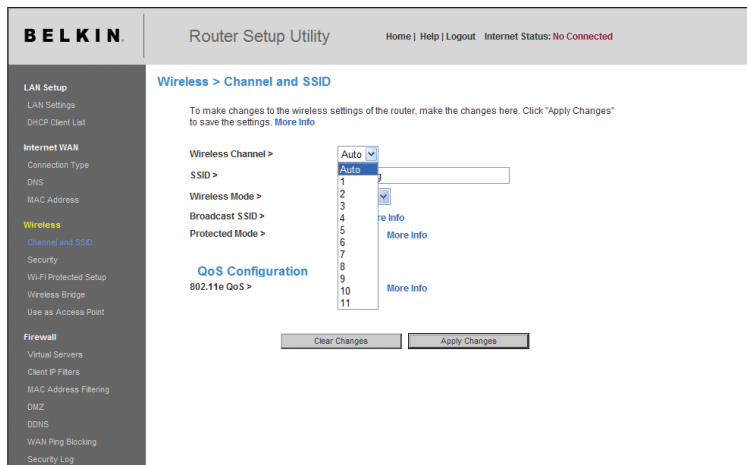 BELKIN.
Router Setup Utility
Home | Help | Logout Internet Status: No Connected
LAN Setup
LAN Settings
DHCP Client List
Internet WAN
Connection Type
DNS
MAC Address
Wireless
Channel and SSID
Security
Wi-Fi Protected Setup
Wireless Bridge
Use as Access Point
Firewall
Virtual Servers
Client IP Filters
MAC Address Filtering
DMZ
DDNS
WAN Ping Blocking
Security Log
Wireless > Channel and SSID
To make changes to the wireless settings of the router, make the changes here. Click "Apply Changes"
to save the settings. More Info
Wireless Channel > Auto
Auto
SSID > g
1
Wireless Mode > 2
3
Broadcast SSID > 4 re Info
Protected Mode > 5 More Info
6
7
QoS Configuration 8
9
802.11e QoS > 10 More Info
11
Clear Changes Apply Changes